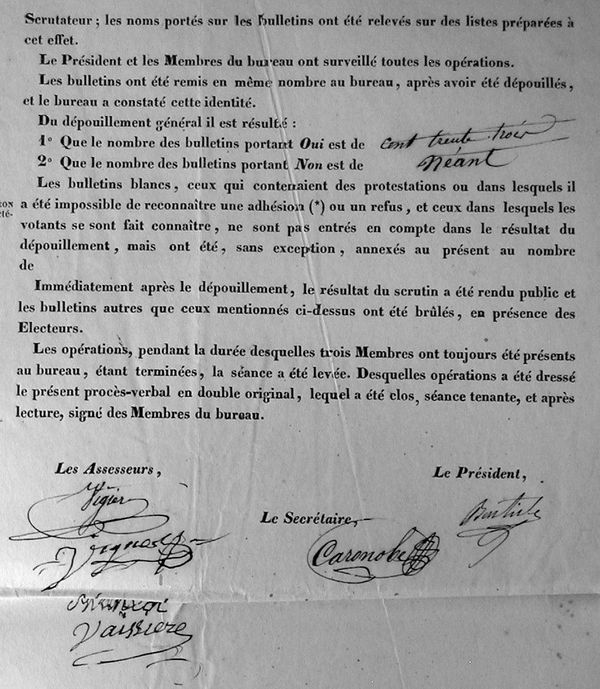 Scrutateur ; les noms portés sur les bulletins ont été relevés sur des listes préparées à
cet effet.
Le Président et les Membres du bureau ont surveillé toutes les opérations.
Les bulletins ont été remis en même nombre au bureau, après avoir été dépouillés,
et le bureau a constaté cette identité.
Du dépouillement général il est résulté :
1º Que le nombre des bulletins portant Oui est de cent trente trois
2º Que le nombre des bulletins portant Non est de Néant
Les bulletins blancs, ceux qui contenaient des protestations ou dans lesquels il
a été impossible de reconnaître une adhésion (*) ou un refus, et ceux dans lesquels les
votants se sont fait connaître, ne sont pas entrés en compte dans le résultat du
dépouillement, mais ont été, sans exception, annexés au présent au nombre
de
Immédiatement après le dépouillement, le résultat du scrutin a été rendu public et
les bulletins autres que ceux mentionnés ci-dessus ont été brûlés, en présence des
Electeurs.
Les opérations, pendant la durée desquelles trois Membres ont toujours été présents
au bureau, étant terminées, la séance a été levée. Desquelles opérations a été dressé
le présent procès-verbal en double original, lequel a été clos, séance tenante, et après
lecture, signé des Membres du bureau.
Les Assesseurs,
Le Président,
Vigier
Le Secrétaire,
Carenobe
Vaissiere